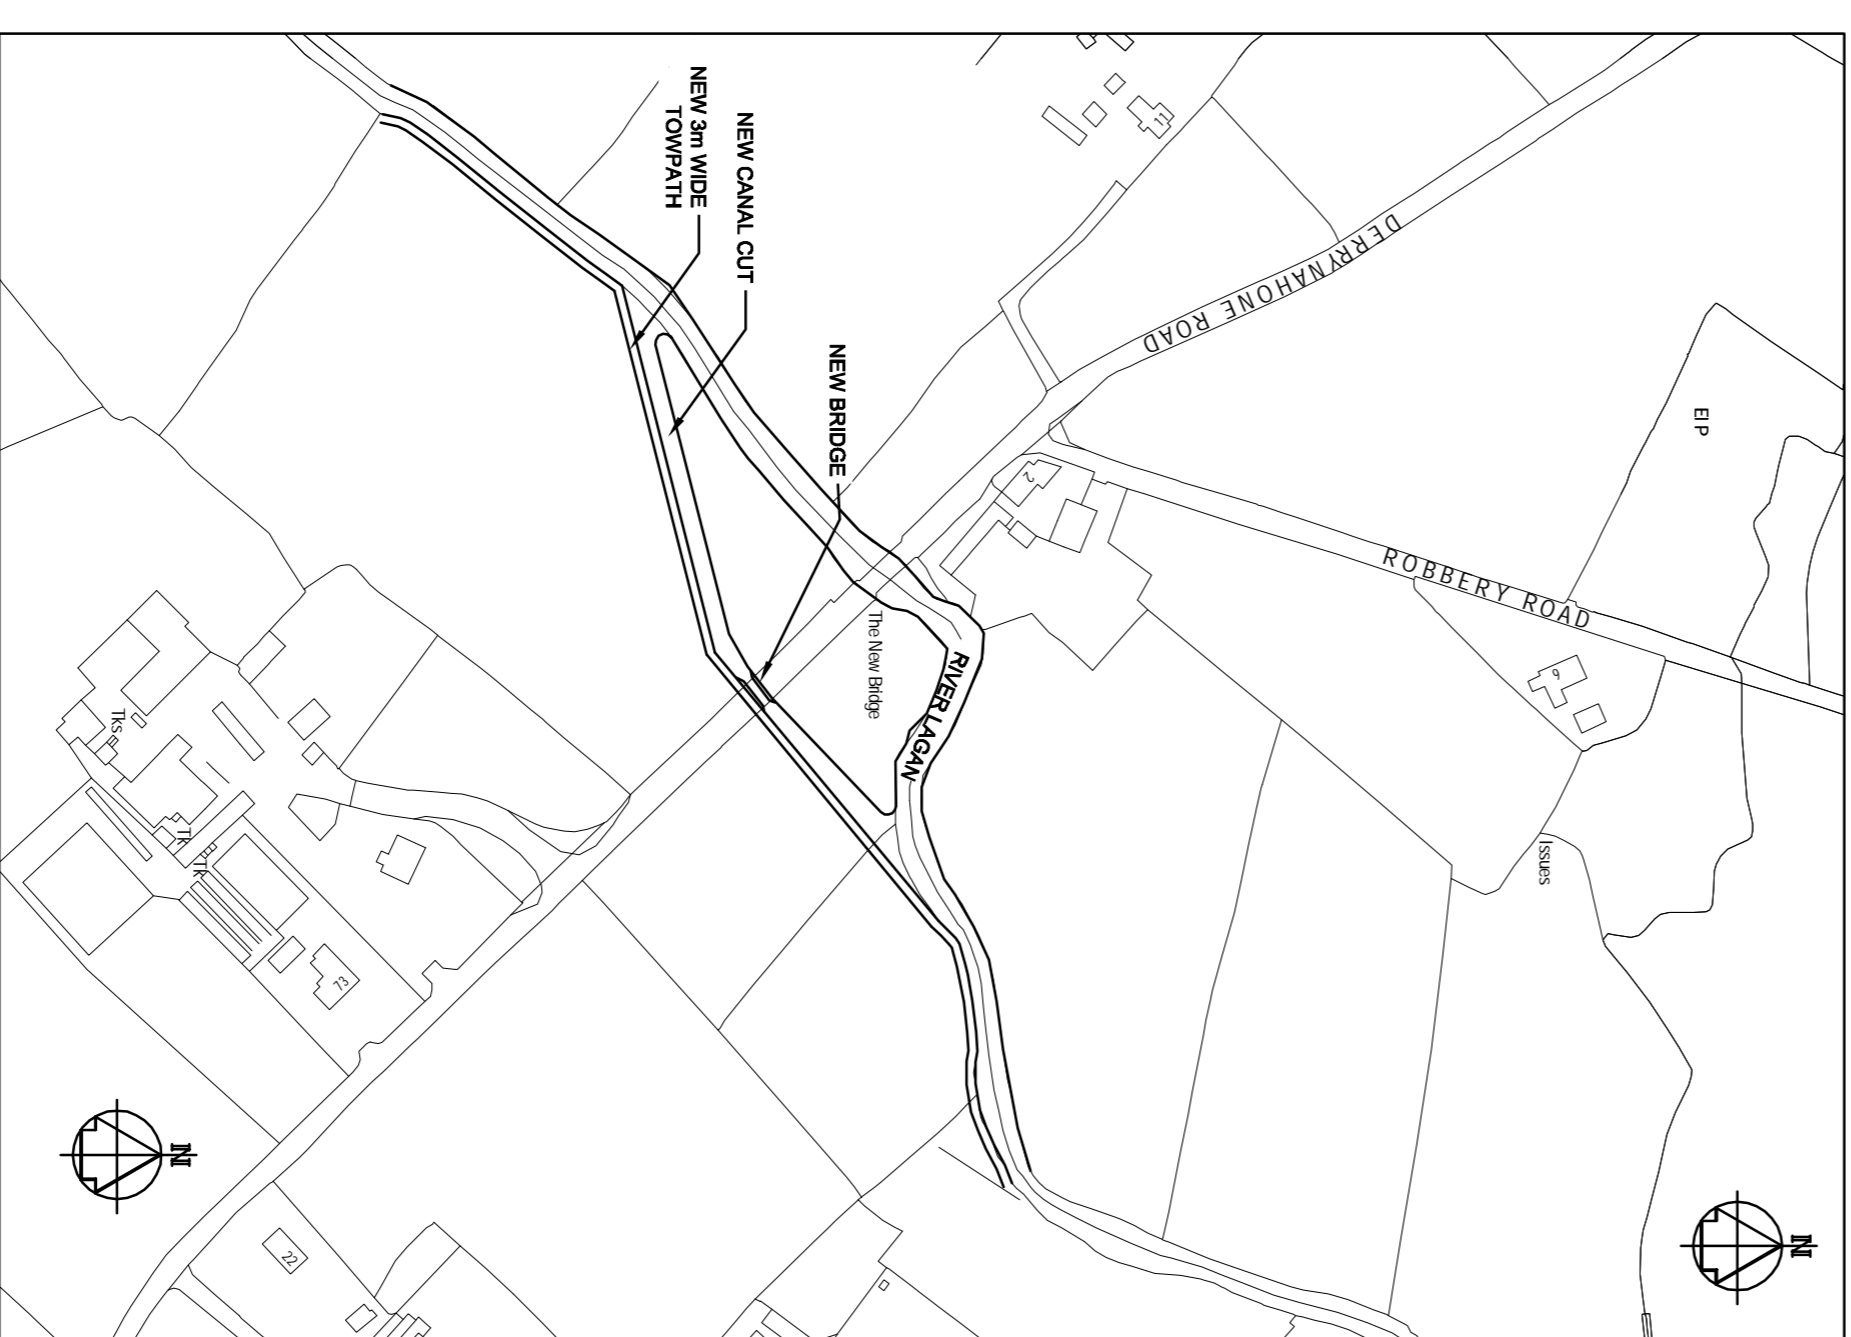 NEW 3m WIDE
TOWPATH
NEW CANAL CUT
NEW BRIDGE
The New Bridge
RIVER LAGAN
DERRYNAHONE ROAD
ROBBERY ROAD
EIP
Issues
11
2
9
Tks
Tk
Tk
73
22
N
N